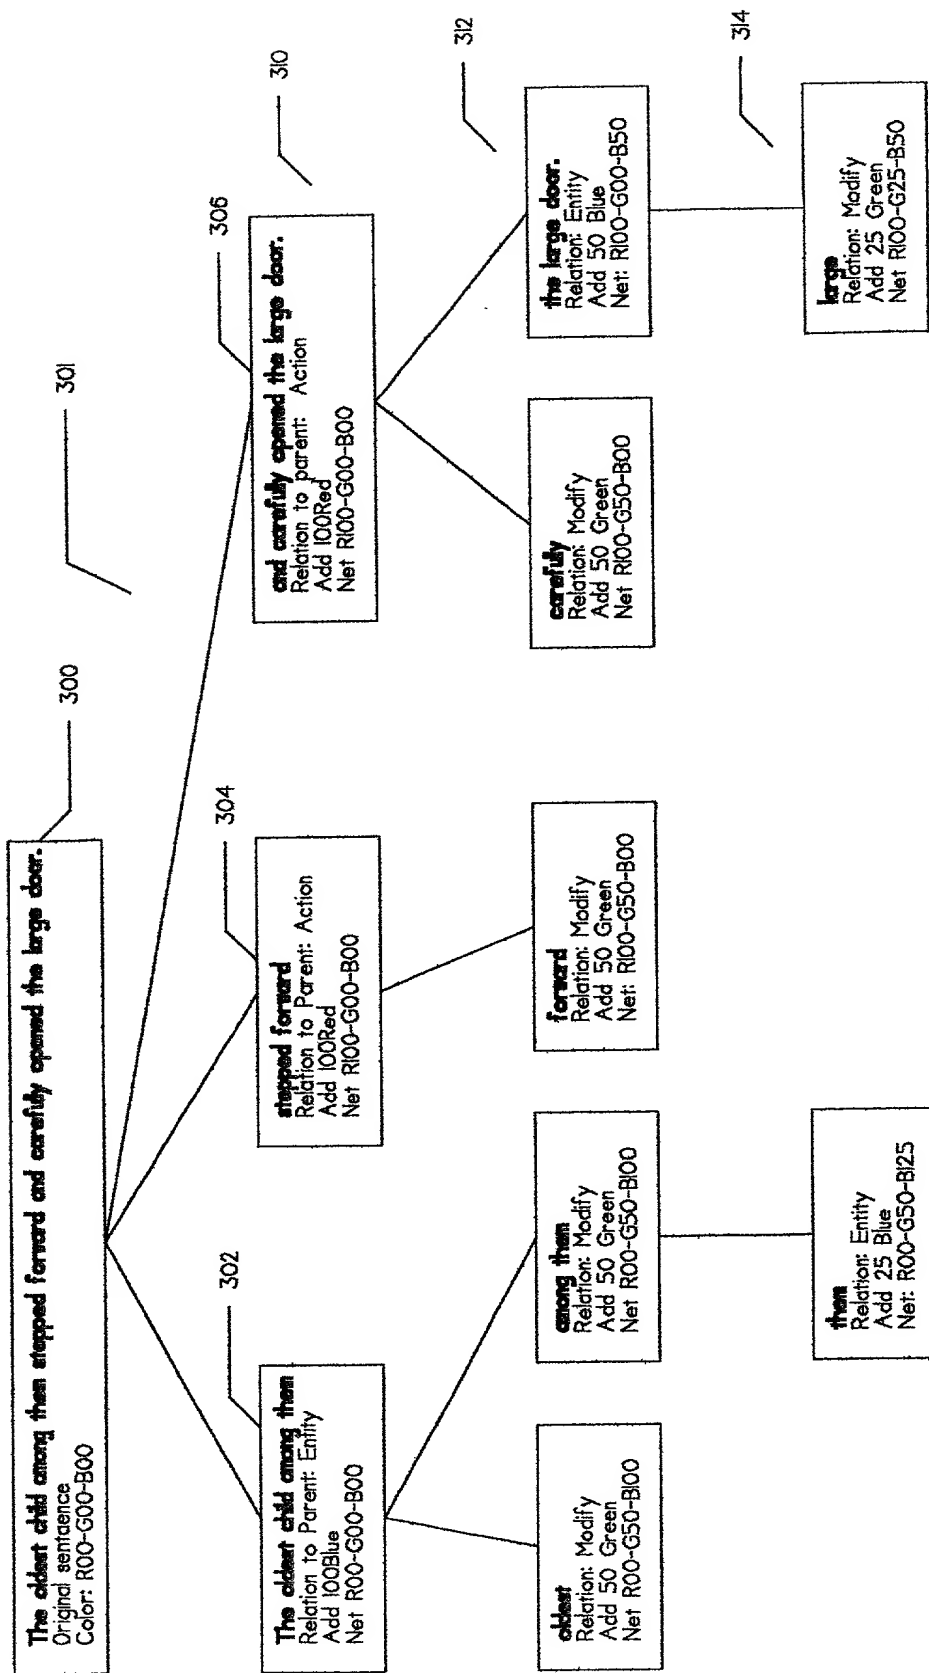 The oldest child among them stepped forward and carefully opened the large door.
Original sentaence
Color: R00-G00-B00
300
301
The oldest child among them
Relation to Parent: Entity
Add 100Blue
Net R00-G00-B00
302
stepped forward
Relation to Parent: Action
Add 100Red
Net R100-G00-B00
304
and carefully opened the large door.
Relation to parent: Action
Add 100Red
Net R100-G00-B00
306
310
oldest
Relation: Modify
Add 50 Green
Net R00-G50-B100
among them
Relation: Modify
Add 50 Green
Net R00-G50-B100
forward
Relation: Modify
Add 50 Green
Net: R100-G50-B00
carefully
Relation: Modify
Add 50 Green
Net R100-G50-B00
the large door.
Relation: Entity
Add 50 Blue
Net: R100-G00-B50
312
them
Relation: Entity
Add 25 Blue
Net: R00-G50-B125
large
Relation: Modify
Add 25 Green
Net R100-G25-B50
314